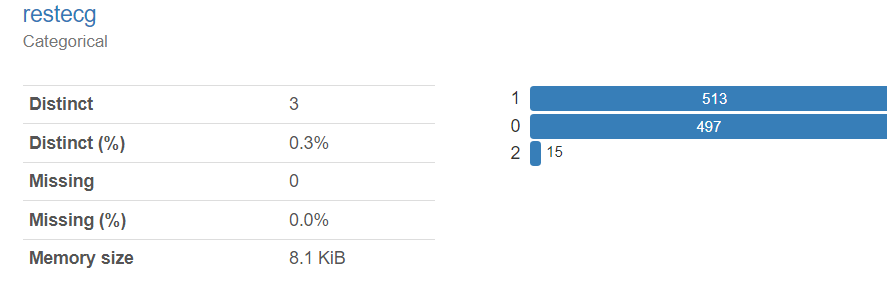 restecg
Categorical
Distinct 3
Distinct (%) 0.3%
Missing 0
Missing (%) 0.0%
Memory size 8.1 KiB
1 513
0 497
2 15